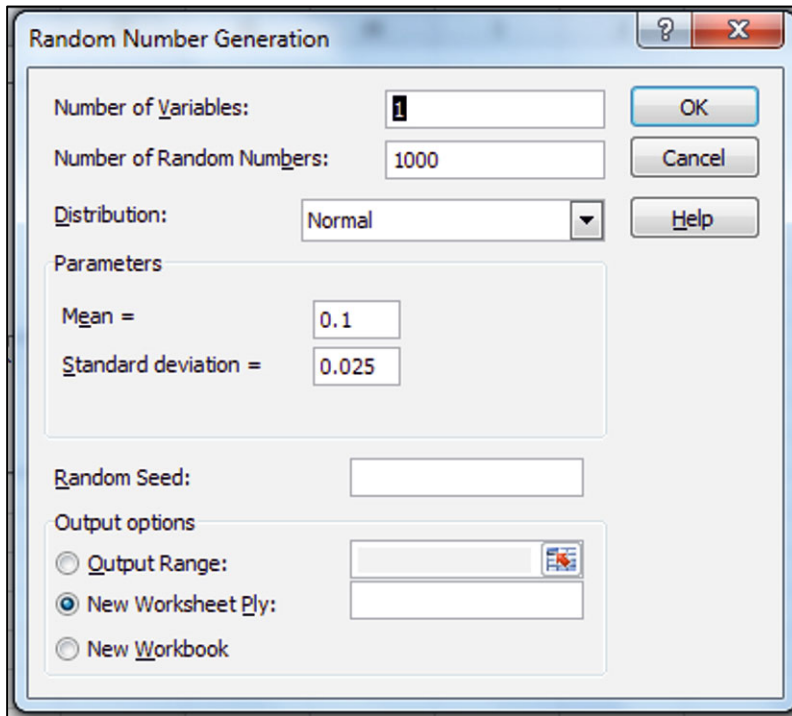 Random Number Generation
Number of Variables: 1
OK
Number of Random Numbers: 1000
Cancel
Distribution: Normal
Help
Parameters
Mean = 0.1
Standard deviation = 0.025
Random Seed:
Output options
Output Range:
New Worksheet Ply:
New Workbook